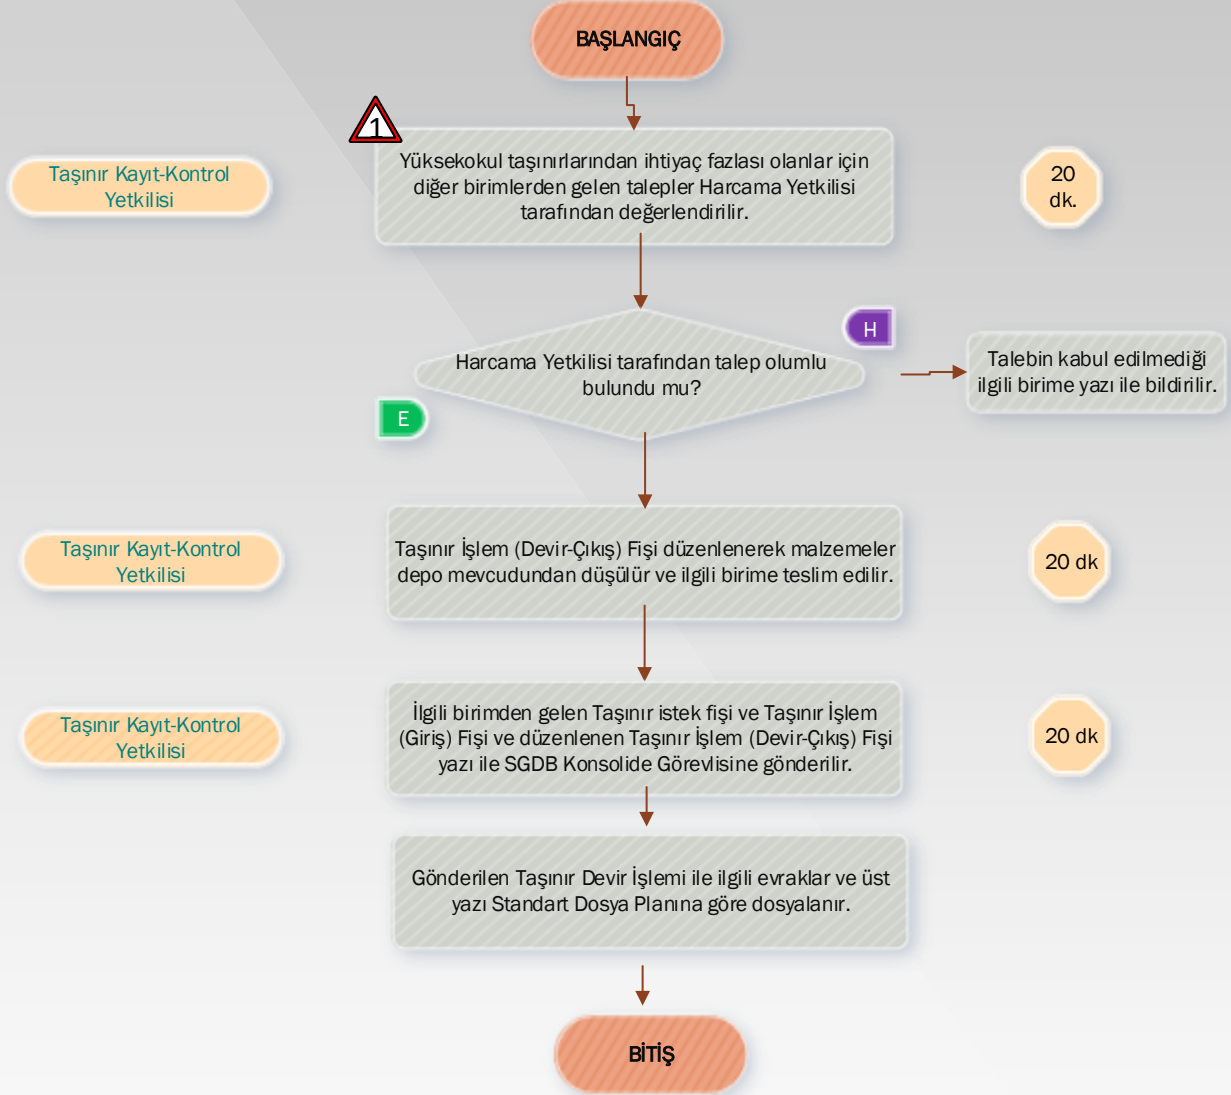 BAŞLANGIÇ
1
Taşınır Kayıt-Kontrol
Yetkilisi
Yüksekokul taşınırlarından ihtiyaç fazlası olanlar için
diğer birimlerden gelen talepler Harcama Yetkilisi
tarafından değerlendirilir.
20
dk.
H
Harcama Yetkilisi tarafından talep olumlu
bulundu mu?
Talebin kabul edilmediği
ilgili birime yazı ile bildirilir.
E
Taşınır Kayıt-Kontrol
Yetkilisi
Taşınır İşlem (Devir-Çıkış) Fişi düzenlenerek malzemeler
depo mevcudundan düşülür ve ilgili birime teslim edilir.
20 dk
Taşınır Kayıt-Kontrol
Yetkilisi
İlgili birimden gelen Taşınır istek fişi ve Taşınır İşlem
(Giriş) Fişi ve düzenlenen Taşınır İşlem (Devir-Çıkış) Fişi
yazı ile SGDB Konsolide Görevlisine gönderilir.
20 dk
Gönderilen Taşınır Devir İşlemi ile ilgili evraklar ve üst
yazı Standart Dosya Planına göre dosyalanır.
BİTİŞ